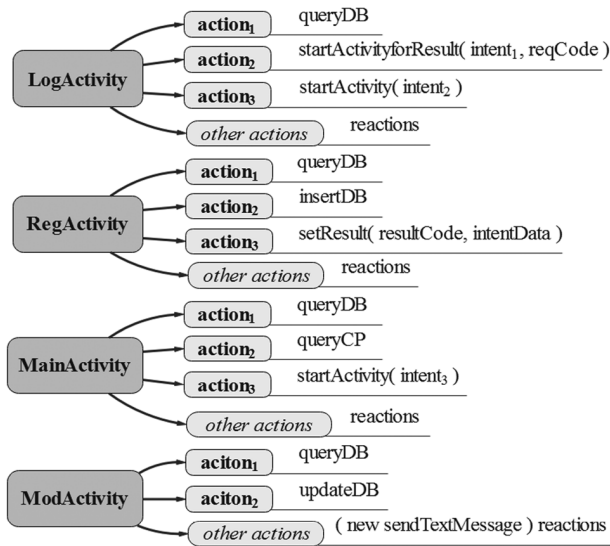 action1 queryDB
action2 startActivityforResult( intent1, reqCode )
LogActivity
action3 startActivity( intent2 )
other actions reactions
action1 queryDB
action2 insertDB
RegActivity
action3 setResult( resultCode, intentData )
other actions reactions
action1 queryDB
action2 queryCP
MainActivity
action3 startActivity( intent3 )
other actions reactions
aciton1 queryDB
ModActivity
aciton2 updateDB
other actions ( new sendTextMessage ) reactions